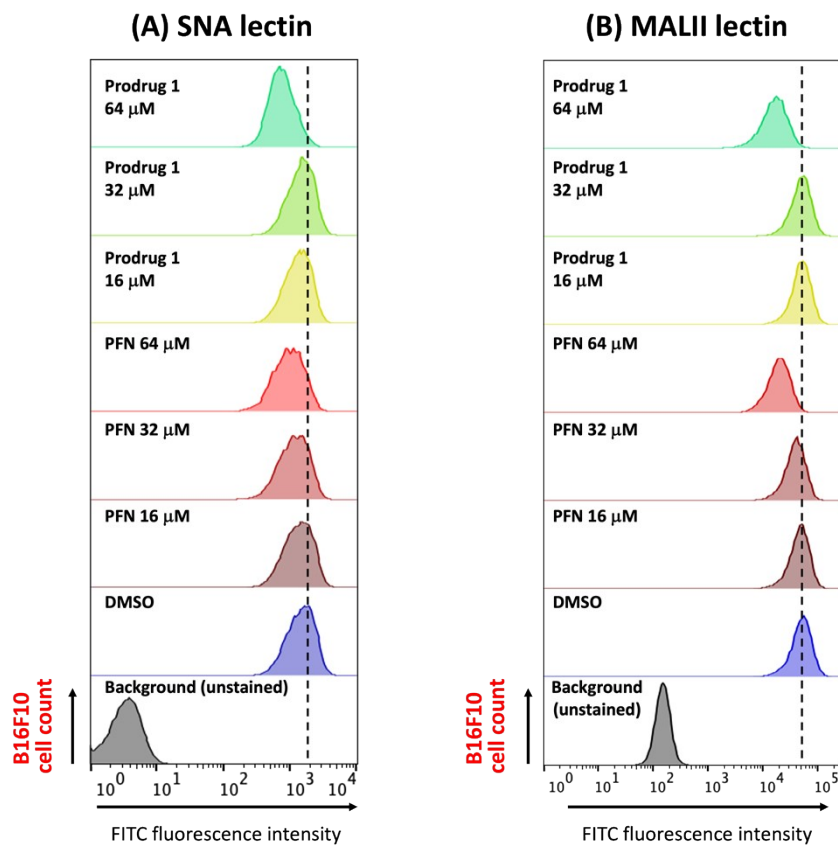 (A) SNA lectin
Prodrug 1
64 μM
Prodrug 1
32 μM
Prodrug 1
16 μM
PFN 64 μM
PFN 32 μM
PFN 16 μM
DMSO
Background (unstained)
B16F10
cell count
10⁰ 10¹ 10² 10³ 10⁴
FITC fluorescence intensity
(B) MALII lectin
Prodrug 1
64 μM
Prodrug 1
32 μM
Prodrug 1
16 μM
PFN 64 μM
PFN 32 μM
PFN 16 μM
DMSO
Background
(unstained)
B16F10
cell count
10⁰ 10¹ 10² 10³ 10⁴ 10⁵
FITC fluorescence intensity